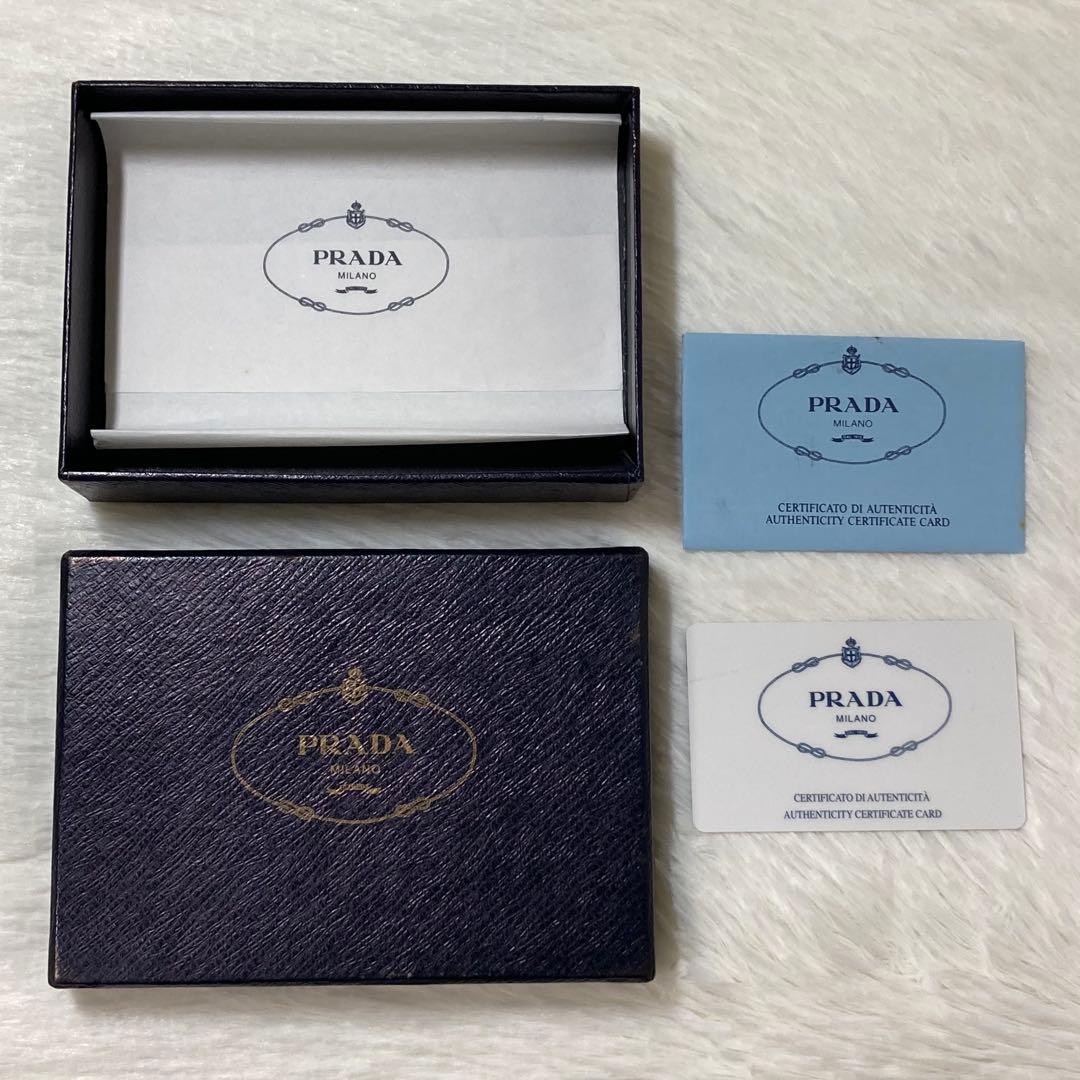 PRADA
MILANO
PRADA
MILANO
CERTIFICATO DI AUTENTICITÀ
AUTHENTICITY CERTIFICATE CARD
PRADA
MILANO
PRADA
MILANO
CERTIFICATO DI AUTENTICITÀ
AUTHENTICITY CERTIFICATE CARD